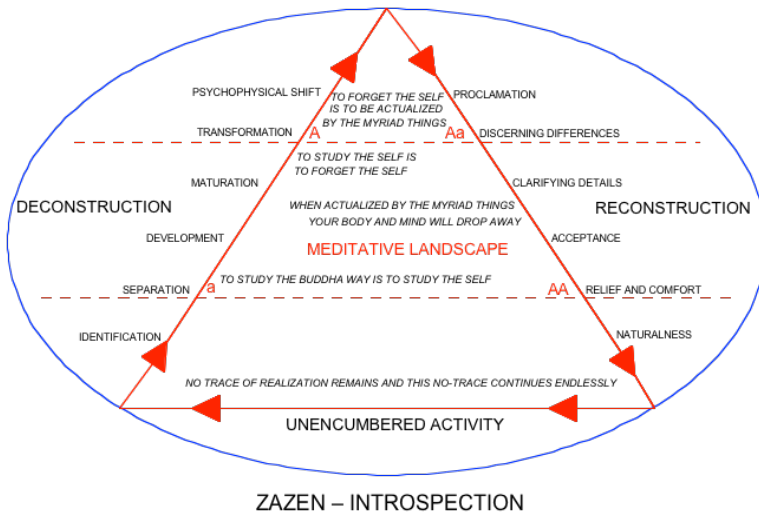 PSYCHOPHYSICAL SHIFT
TO FORGET THE SELF
IS TO BE ACTUALIZED
BY THE MYRIAD THINGS
PROCLAMATION
TRANSFORMATION
A
Aa
DISCERNING DIFFERENCES
TO STUDY THE SELF IS
TO FORGET THE SELF
MATURATION
CLARIFYING DETAILS
DECONSTRUCTION
WHEN ACTUALIZED BY THE MYRIAD THINGS
YOUR BODY AND MIND WILL DROP AWAY
RECONSTRUCTION
DEVELOPMENT
MEDITATIVE LANDSCAPE
ACCEPTANCE
TO STUDY THE BUDDHA WAY IS TO STUDY THE SELF
SEPARATION
a
AA
RELIEF AND COMFORT
IDENTIFICATION
NATURALNESS
NO TRACE OF REALIZATION REMAINS AND THIS NO-TRACE CONTINUES ENDLESSLY
UNENCUMBERED ACTIVITY
ZAZEN – INTROSPECTION